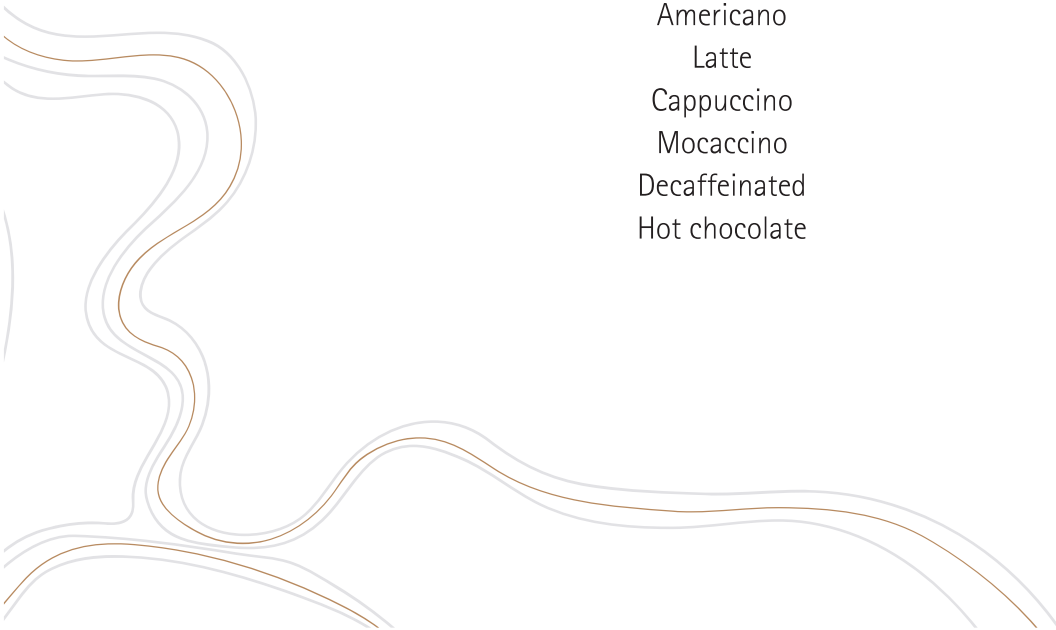 Americano
Latte
Cappuccino
Mocaccino
Decaffeinated
Hot chocolate